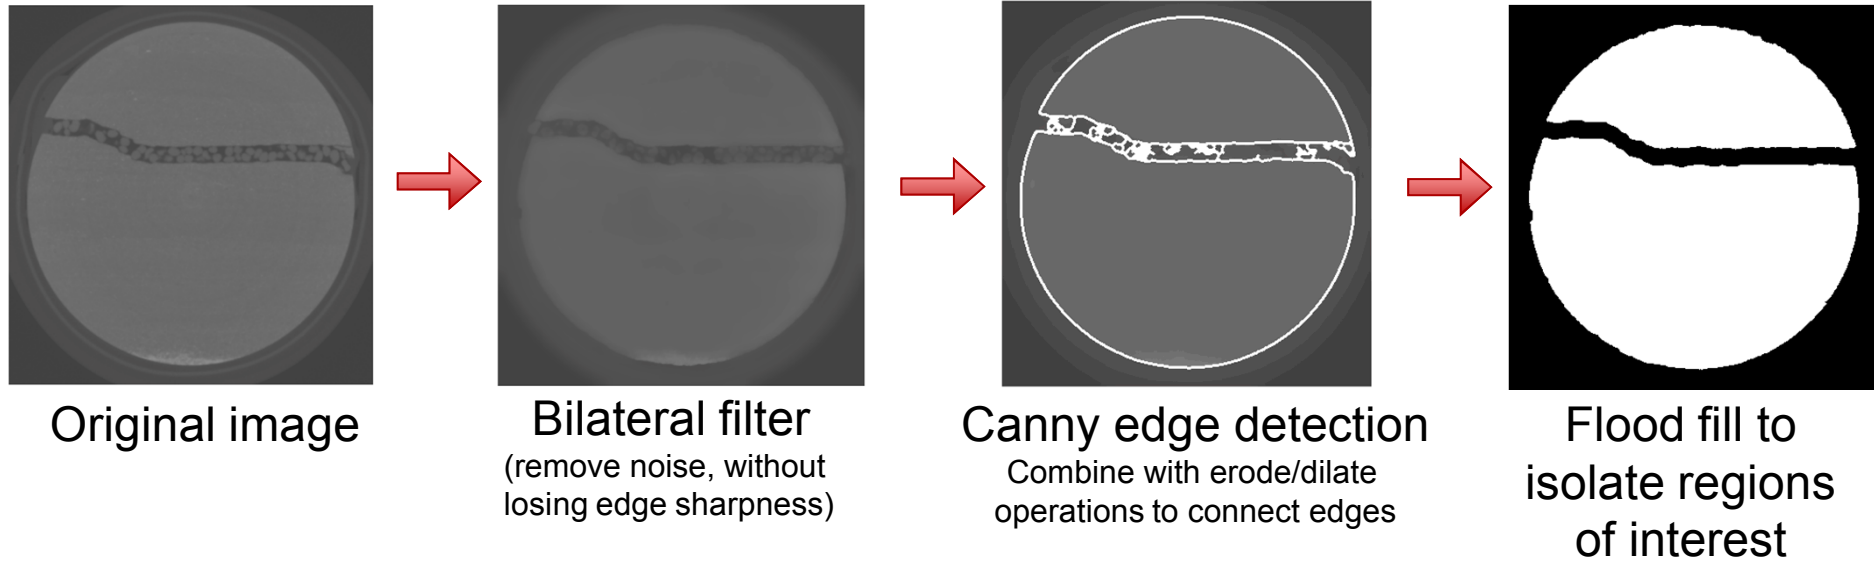 Original image
Bilateral filter
(remove noise, without
losing edge sharpness)
Canny edge detection
Combine with erode/dilate
operations to connect edges
Flood fill to
isolate regions
of interest